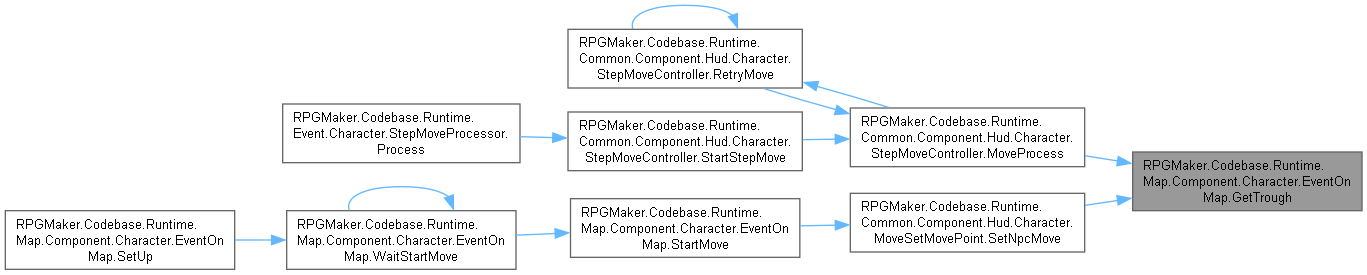 RPGMaker.Codebase.Runtime.
Common.Component.Hud.Character.
StepMoveController.RetryMove
RPGMaker.Codebase.Runtime.
Event.Character.StepMoveProcessor.
Process
RPGMaker.Codebase.Runtime.
Common.Component.Hud.Character.
StepMoveController.StartStepMove
RPGMaker.Codebase.Runtime.
Common.Component.Hud.Character.
StepMoveController.MoveProcess
RPGMaker.Codebase.Runtime.
Map.Component.Character.EventOn
Map.GetTrough
RPGMaker.Codebase.Runtime.
Map.Component.Character.EventOn
Map.SetUp
RPGMaker.Codebase.Runtime.
Map.Component.Character.EventOn
Map.WaitStartMove
RPGMaker.Codebase.Runtime.
Map.Component.Character.EventOn
Map.StartMove
RPGMaker.Codebase.Runtime.
Common.Component.Hud.Character.
MoveSetMovePoint.SetNpcMove